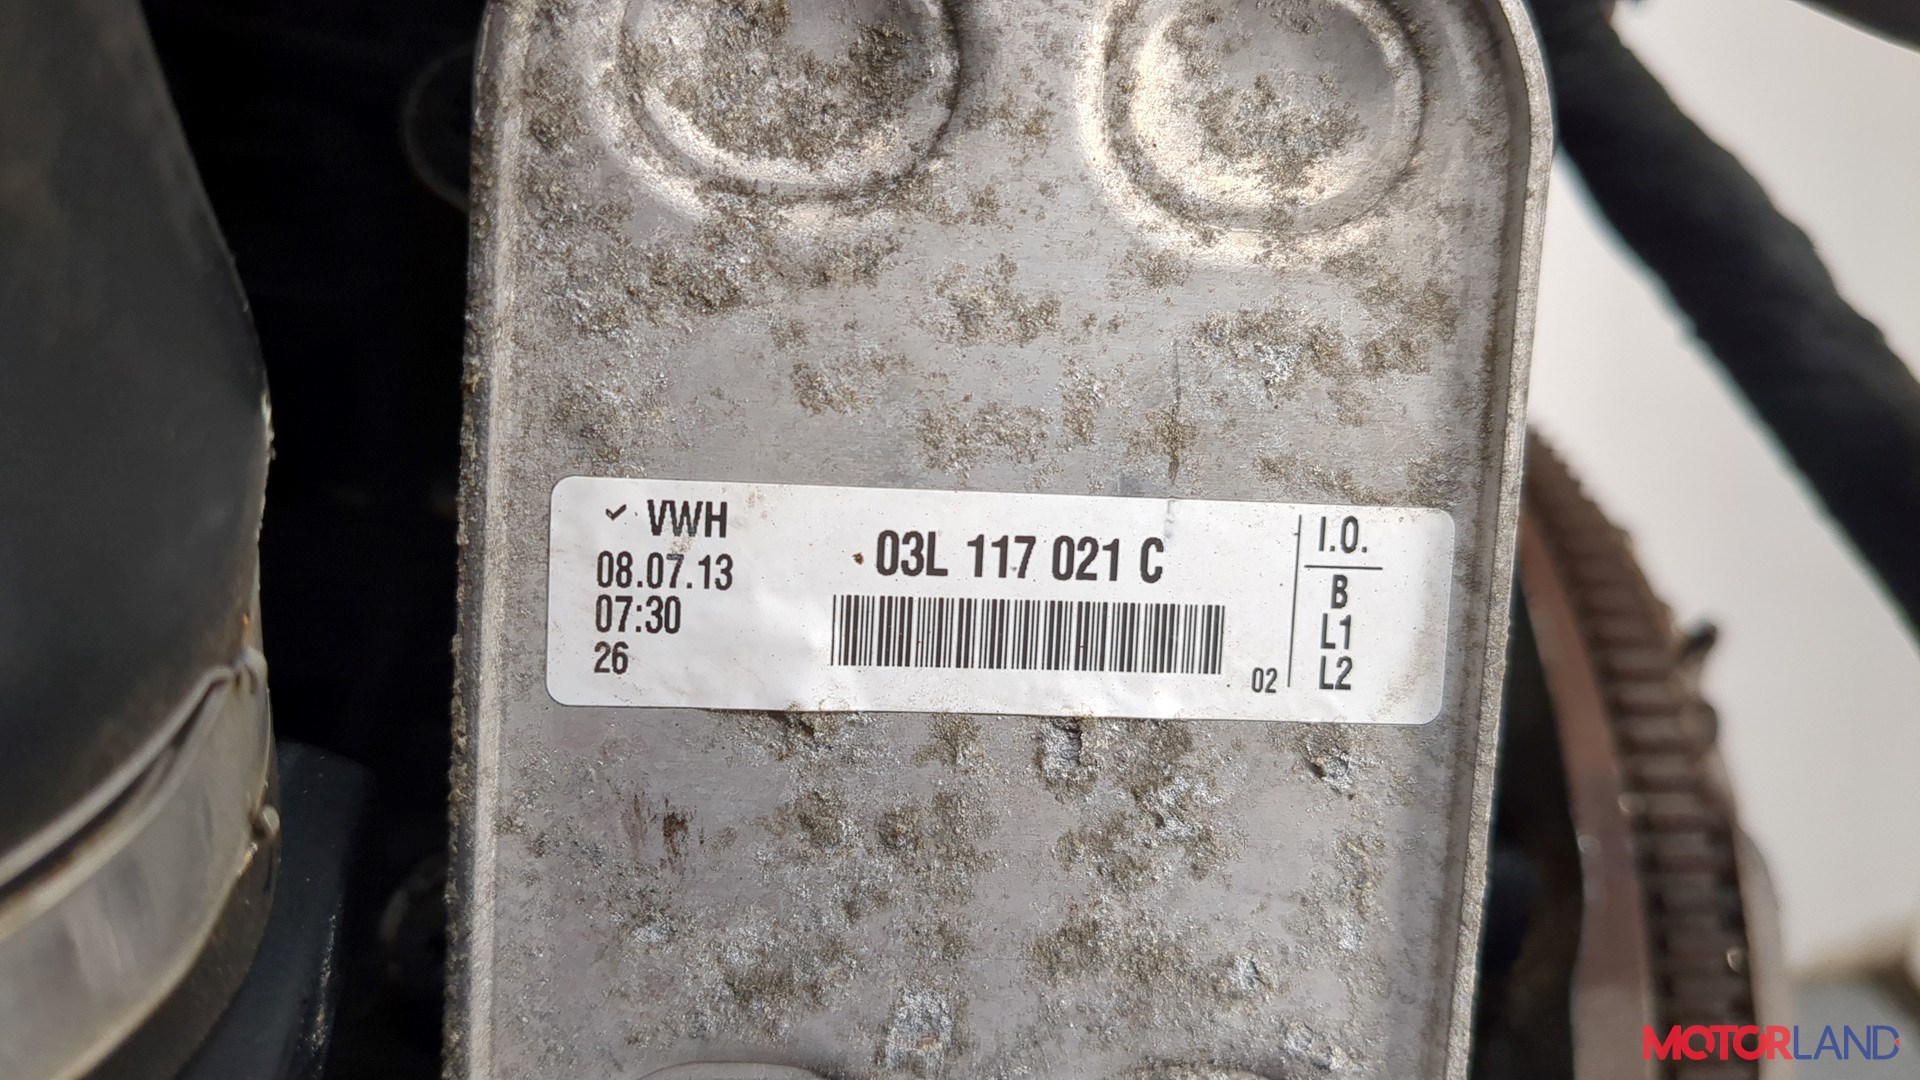 ✓ VWH
08.07.13
07:30
26
03L 117 021 C
02
I.O.
B
L1
L2
MOTORLAND